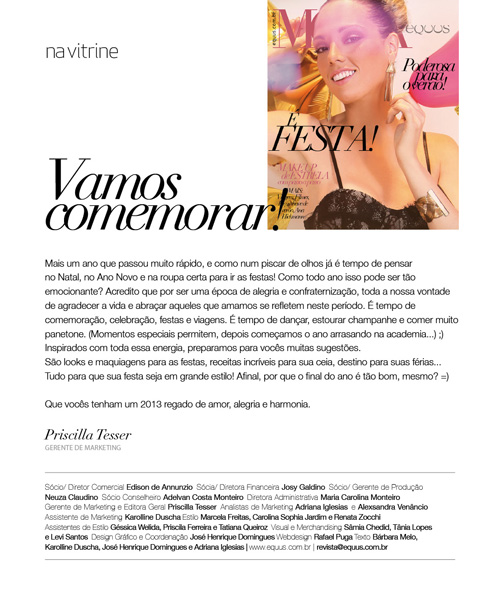 na vitrine
equus.com.br
M
equus
Poderosa
para
o verão!
É
FESTA!
MAKE UP
de ESTRELA
Vamos
comemorar!
Mais um ano que passou muito rápido, e como num piscar de olhos já é tempo de pensar
no Natal, no Ano Novo e na roupa certa para ir as festas! Como todo ano isso pode ser tão
emocionante? Acredito que por ser uma época de alegria e confraternização, toda a nossa vontade
de agradecer a vida e abraçar aqueles que amamos se refletem neste período. É tempo de
comemoração, celebração, festas e viagens. É tempo de dançar, estourar champanhe e comer muito
panetone. (Momentos especiais permitem, depois começamos o ano arrasando na academia...) ;)
Inspirados com toda essa energia, preparamos para vocês muitas sugestões.
São looks e maquiagens para as festas, receitas incríveis para sua ceia, destino para suas férias...
Tudo para que sua festa seja em grande estilo! Afinal, por que o final do ano é tão bom, mesmo? =)
Que vocês tenham um 2013 regado de amor, alegria e harmonia.
Priscilla Tesser
GERENTE DE MARKETING
Sócio/ Diretor Comercial Edison de Annunzio Sócia/ Diretora Financeira Josy Galdino Sócio/ Gerente de Produção
Neuza Claudino Sócio Conselheiro Adelvan Costa Monteiro Diretora Administrativa Maria Carolina Monteiro
Gerente de Marketing e Editora Geral Priscilla Tesser Analistas de Marketing Adriana Iglesias e Alexsandra Venâncio
Assistente de Marketing Karolline Duscha Estilo Marcela Freitas, Carolina Sophia Jardim e Renata Zocchi
Assistentes de Estilo Géssica Welida, Priscila Ferreira e Tatiana Queiroz Visual e Merchandising Sâmia Chedid, Tânia Lopes
e Levi Santos Design Gráfico e Coordenação José Henrique Domingues Webdesign Rafael Puga Texto Bárbara Melo,
Karolline Duscha, José Henrique Domingues e Adriana Iglesias | www.equus.com.br | revista@equus.com.br